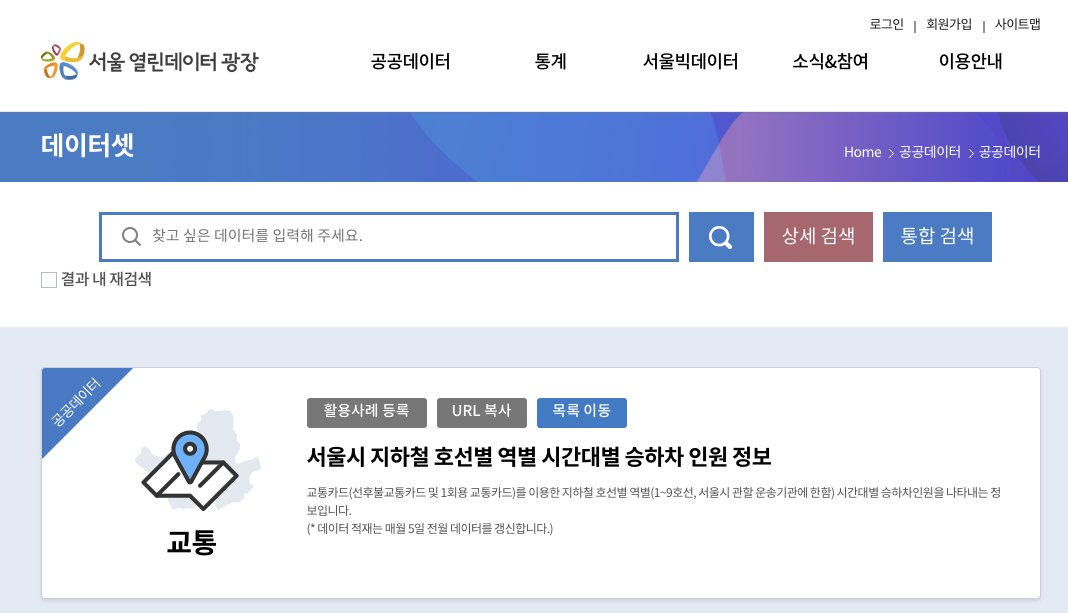 로그인 | 회원가입 | 사이트맵
서울 열린데이터 광장
공공데이터 통계 서울빅데이터 소식&참여 이용안내
데이터셋
Home > 공공데이터 > 공공데이터
찾고 싶은 데이터를 입력해 주세요.
상세 검색
통합 검색
결과 내 재검색
공공데이터
교통
활용사례 등록
URL 복사
목록 이동
서울시 지하철 호선별 역별 시간대별 승하차 인원 정보
교통카드(선후불교통카드 및 1회용 교통카드)를 이용한 지하철 호선별 역별(1~9호선, 서울시 관할 운송기관에 한함) 시간대별 승하차인원을 나타내는 정
보입니다.
(* 데이터 적재는 매월 5일 전월 데이터를 갱신합니다.)